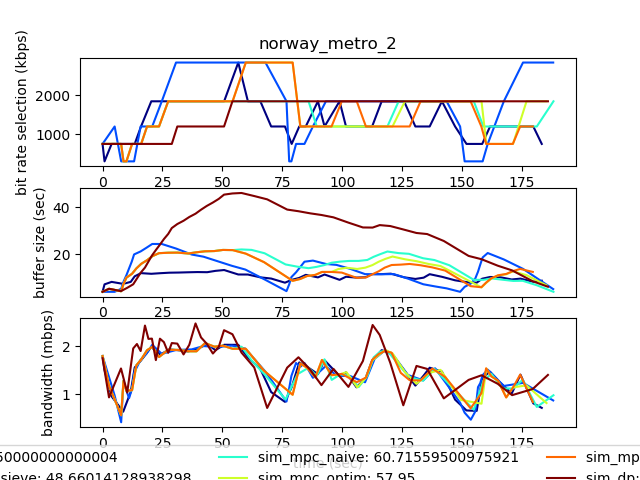 norway_metro_2
bit rate selection (kbps)
2000
1000
0 25 50 75 100 125 150 175
buffer size (sec)
40
20
0 25 50 75 100 125 150 175
bandwidth (mbps)
2
1
0 25 50 75 100 125 150 175
time (sec)
50000000000004 sim_mpc_naive: 60.71559500975921 sim_mp
sieve: 48.66014128938298 sim_mpc_optim: 57.95 sim_dp: